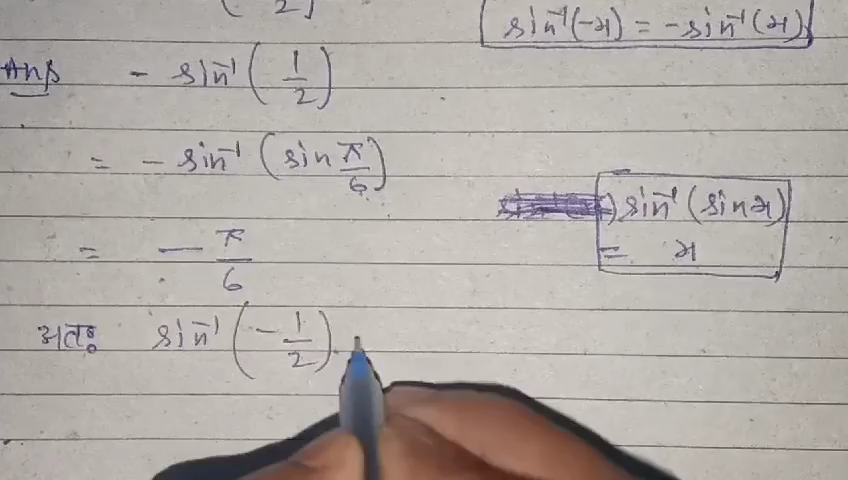 ( 2 )
sin⁻¹(-x) = -sin⁻¹(x)
Ans - sin⁻¹(1/2)
= - sin⁻¹(sin π/6)
sin⁻¹(sin x)
= x
= - π/6
अतः sin⁻¹(-1/2)